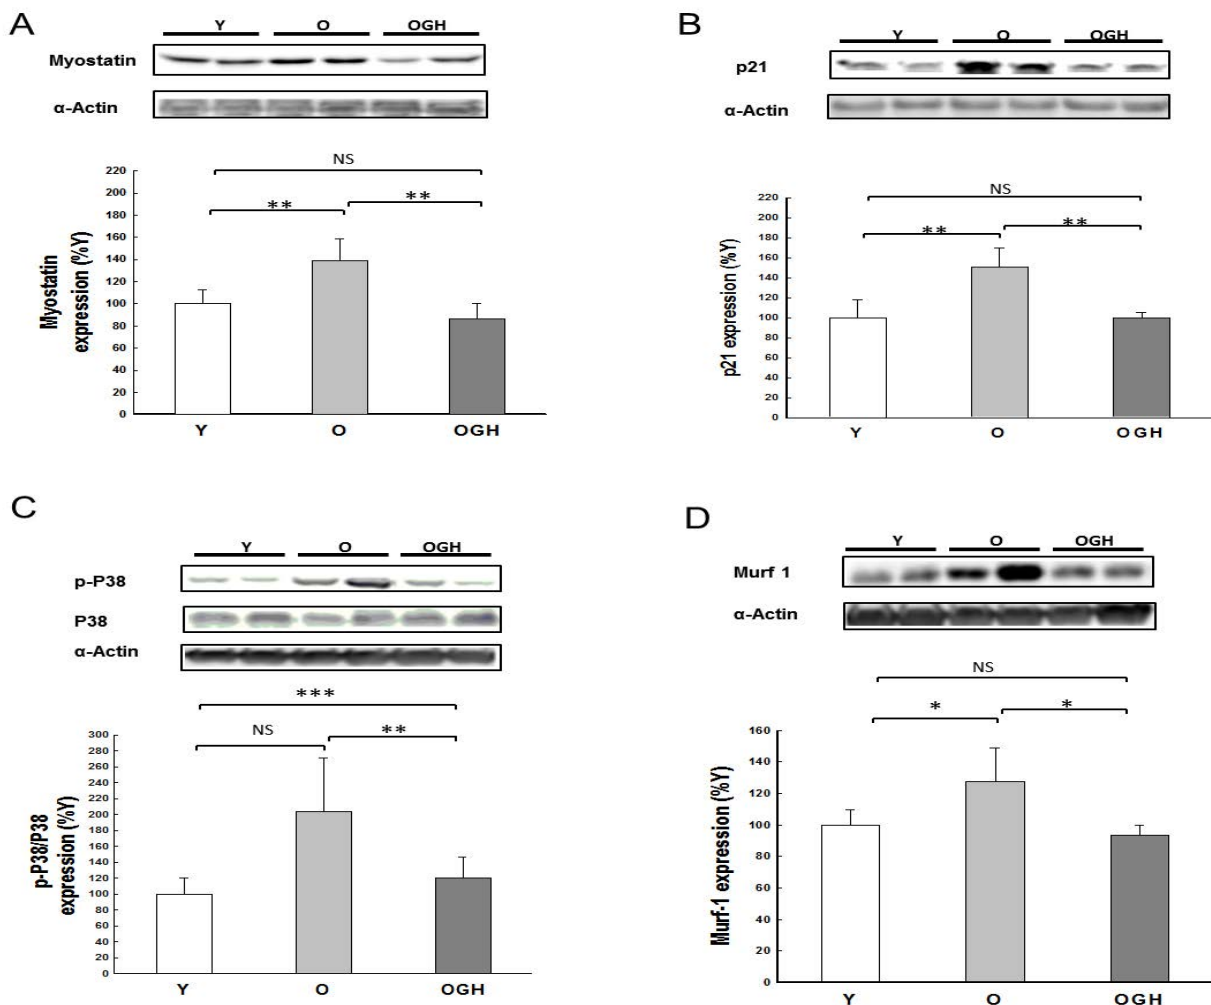 A
Y O OGH
Myostatin
α-Actin
NS
** **
Myostatin
expression (%Y)
220
200
180
160
140
120
100
80
60
40
20
0
Y O OGH
B
Y O OGH
p21
α-Actin
NS
** **
p21 expression (%Y)
220
200
180
160
140
120
100
80
60
40
20
0
Y O OGH
C
Y O OGH
p-P38
P38
α-Actin
***
NS **
p-P38/P38
expression (%Y)
300
280
260
240
220
200
180
160
140
120
100
80
60
40
20
0
Y O OGH
D
Y O OGH
Murf 1
α-Actin
NS
* *
Murf-1 expression (%Y)
160
140
120
100
80
60
40
20
0
Y O OGH